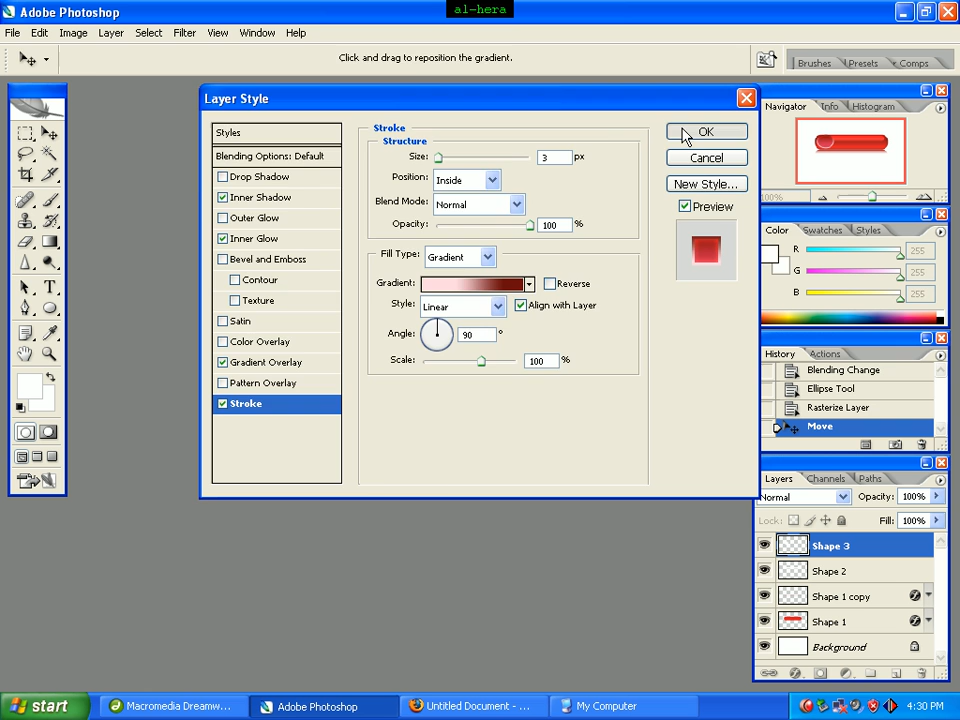 al-hera
Adobe Photoshop
File Edit Image Layer Select Filter View Window Help
Click and drag to reposition the gradient.
Brushes Presets Comps
Layer Style
Styles
Blending Options: Default
Drop Shadow
Inner Shadow
Outer Glow
Inner Glow
Bevel and Emboss
Contour
Texture
Satin
Color Overlay
Gradient Overlay
Pattern Overlay
Stroke
Stroke
Structure
Size: 3 px
Position: Inside
Blend Mode: Normal
Opacity: 100 %
Fill Type: Gradient
Gradient: Reverse
Style: Linear Align with Layer
Angle: 90 °
Scale: 100 %
OK
Cancel
New Style...
Preview
Navigator Info Histogram
100%
Color Swatches Styles
R 255
G 255
B 255
History Actions
Blending Change
Ellipse Tool
Rasterize Layer
Move
Layers Channels Paths
Normal Opacity: 100%
Lock: Fill: 100%
Shape 3
Shape 2
Shape 1 copy
Shape 1
Background
start Macromedia Dreamw... Adobe Photoshop Untitled Document - ... My Computer 4:30 PM